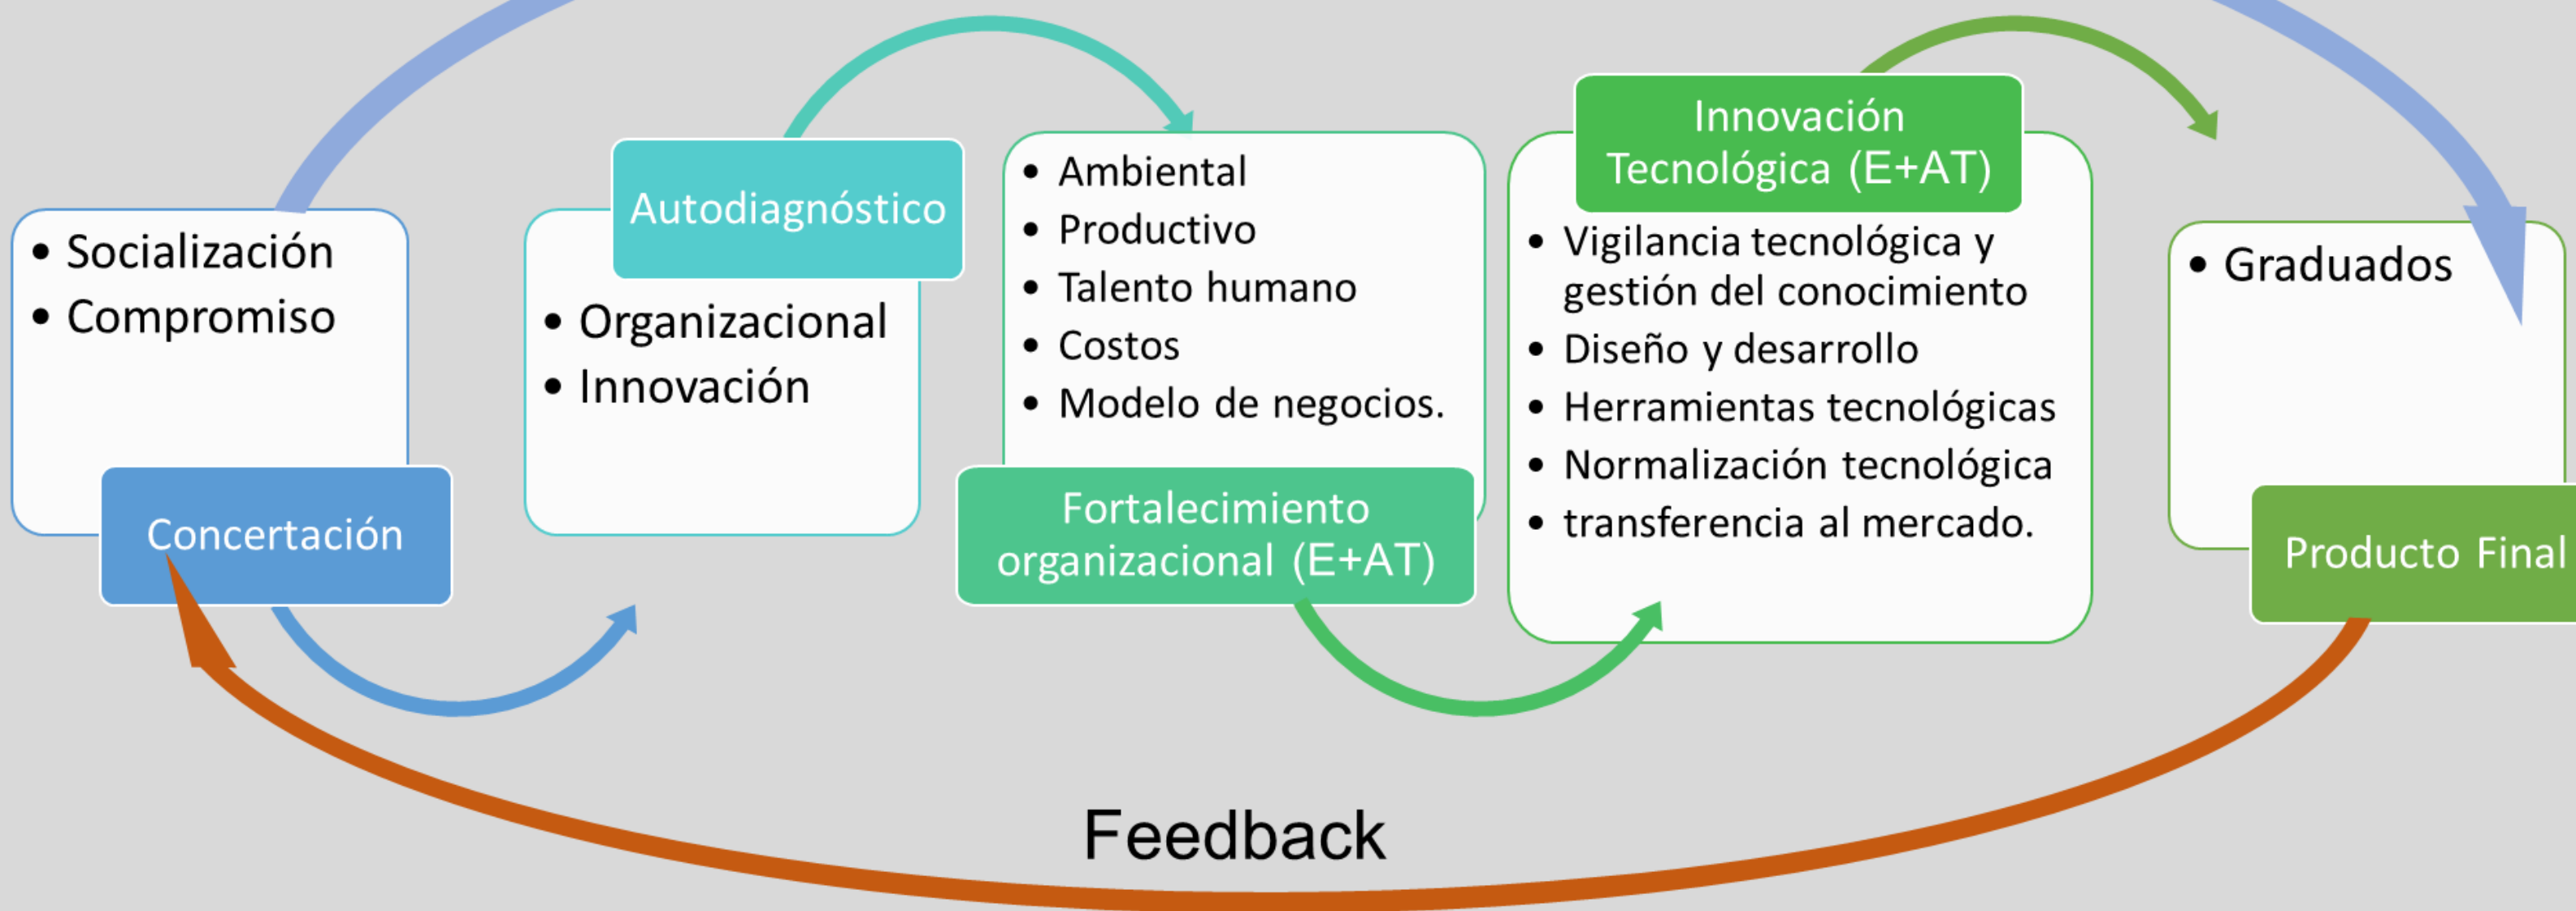 • Socialización
• Compromiso
Concertación
Autodiagnóstico
• Organizacional
• Innovación
• Ambiental
• Productivo
• Talento humano
• Costos
• Modelo de negocios.
Fortalecimiento
organizacional (E+AT)
Innovación
Tecnológica (E+AT)
• Vigilancia tecnológica y
gestión del conocimiento
• Diseño y desarrollo
• Herramientas tecnológicas
• Normalización tecnológica
• transferencia al mercado.
• Graduados
Producto Final
Feedback